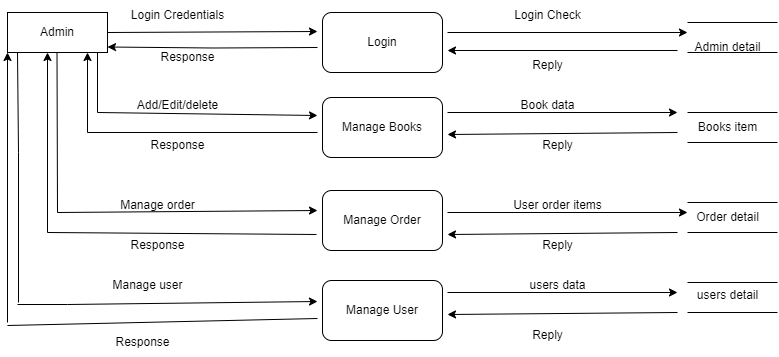 Login Credentials
Login Check
Admin
Login
Admin detail
Response
Reply
Add/Edit/delete
Book data
Manage Books
Books item
Response
Reply
Manage order
User order items
Manage Order
Order detail
Response
Reply
Manage user
users data
Manage User
users detail
Response
Reply